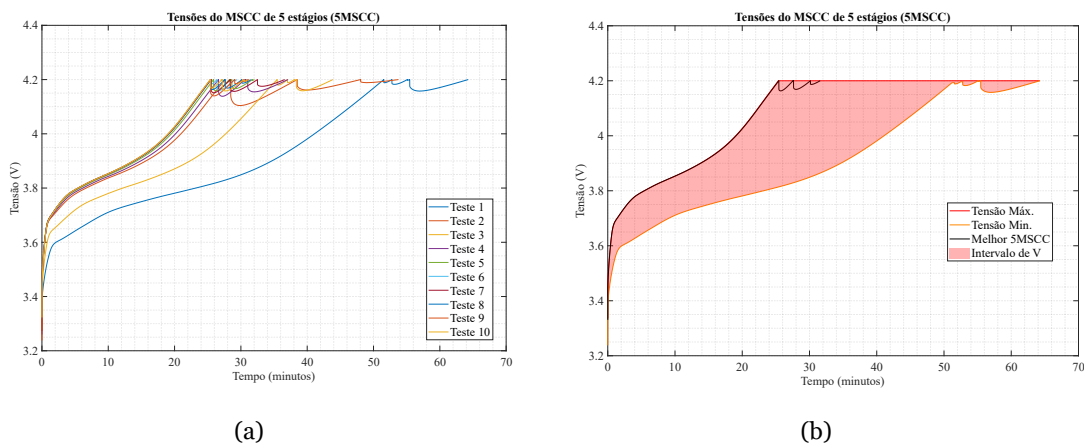 Tensões do MSCC de 5 estágios (5MSCC)
4.4
4.2
4
3.8
3.6
3.4
3.2
Tensão (V)
0
10
20
30
40
50
60
70
Tempo (minutos)
Teste 1
Teste 2
Teste 3
Teste 4
Teste 5
Teste 6
Teste 7
Teste 8
Teste 9
Teste 10
(a)
Tensões do MSCC de 5 estágios (5MSCC)
4.4
4.2
4
3.8
3.6
3.4
3.2
Tensão (V)
0
10
20
30
40
50
60
70
Tempo (minutos)
Tensão Máx.
Tensão Min.
Melhor 5MSCC
Intervalo de V
(b)